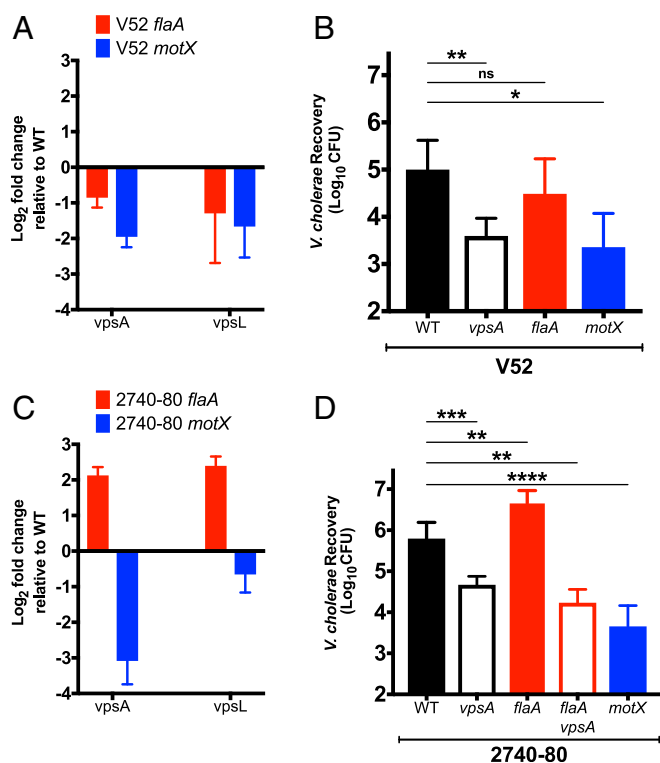 A
V52 flaA
V52 motX
Log2 fold change
relative to WT
3
2
1
0
-1
-2
-3
-4
vpsA
vpsL
B
**
ns
*
V. cholerae Recovery
(Log10 CFU)
7
6
5
4
3
2
WT
vpsA
flaA
motX
V52
C
2740-80 flaA
2740-80 motX
Log2 fold change
relative to WT
3
2
1
0
-1
-2
-3
-4
vpsA
vpsL
D
***
**
**
****
V. cholerae Recovery
(Log10 CFU)
7
6
5
4
3
2
WT
vpsA
flaA
flaA
vpsA
motX
2740-80